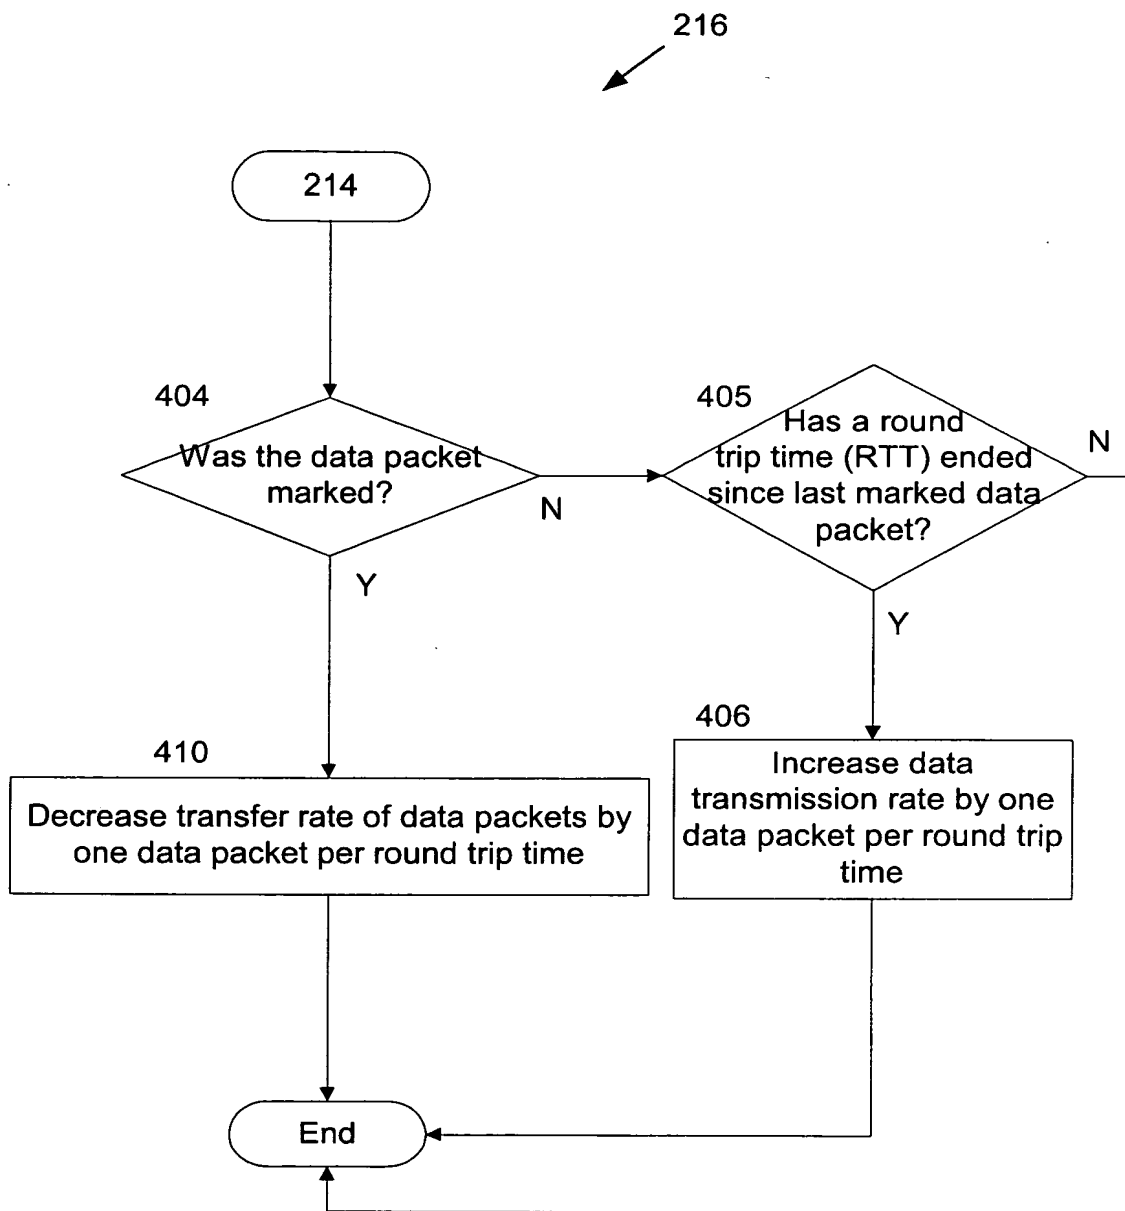 216
214
404
Was the data packet
marked?
N
Y
405
Has a round
trip time (RTT) ended
since last marked data
packet?
N
Y
410
Decrease transfer rate of data packets by
one data packet per round trip time
406
Increase data
transmission rate by one
data packet per round trip
time
End